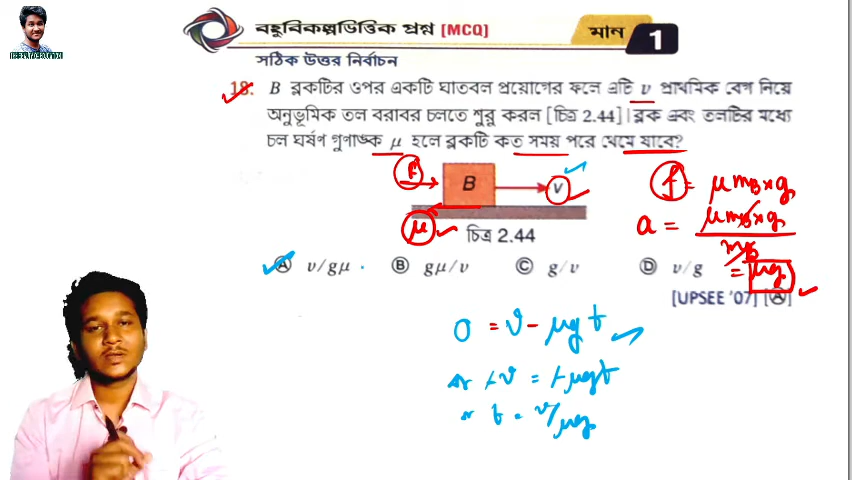 বহুবিকল্পভিত্তিক প্রশ্ন [MCQ] মান 1
সঠিক উত্তর নির্বাচন
18. B ব্লকটির ওপর একটি ঘাতবল প্রয়োগের ফলে এটি v প্রাথমিক বেগ নিয়ে
অনুভূমিক তল বরাবর চলতে শুরু করল [চিত্র 2.44]। ব্লক এবং তলটির মধ্যে
চল ঘর্ষণ গুণাঙ্ক μ হলে ব্লকটি কত সময় পরে থেমে যাবে?
B v
μ
চিত্র 2.44
f = μ m_B × g
a = μ m_B × g / m_B
= μg
Ⓐ v/gμ Ⓑ gμ/v Ⓒ g/v Ⓓ v/g
[UPSEE '07] [Ⓐ]
0 = v - μgt
or +v = +μgt
or t = v/μg